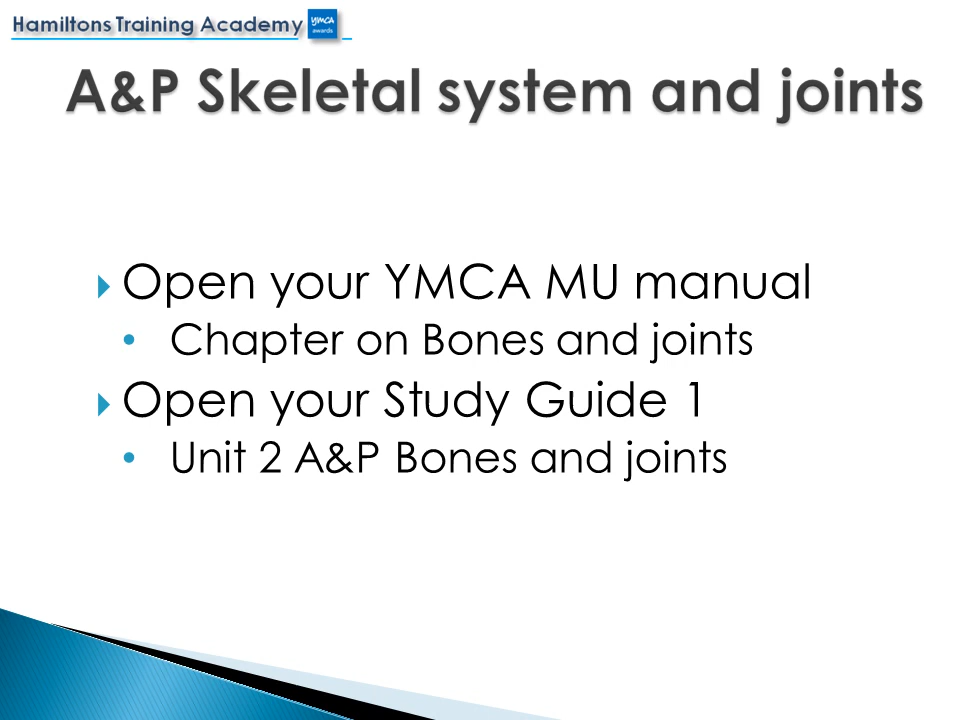 Hamiltons Training Academy
YMCA
awards
A&P Skeletal system and joints
Open your YMCA MU manual
• Chapter on Bones and joints
Open your Study Guide 1
• Unit 2 A&P Bones and joints